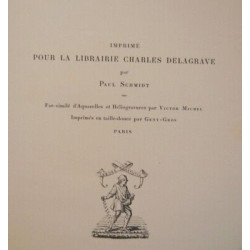 IMPRIMÉ
POUR LA LIBRAIRIE CHARLES DELAGRAVE
par
PAUL SCHMIDT
Fac-similé d'Aquarelles et Héliogravures par VICTOR MICHEL
Imprimées en taille-douce par GENY-GROS
PARIS